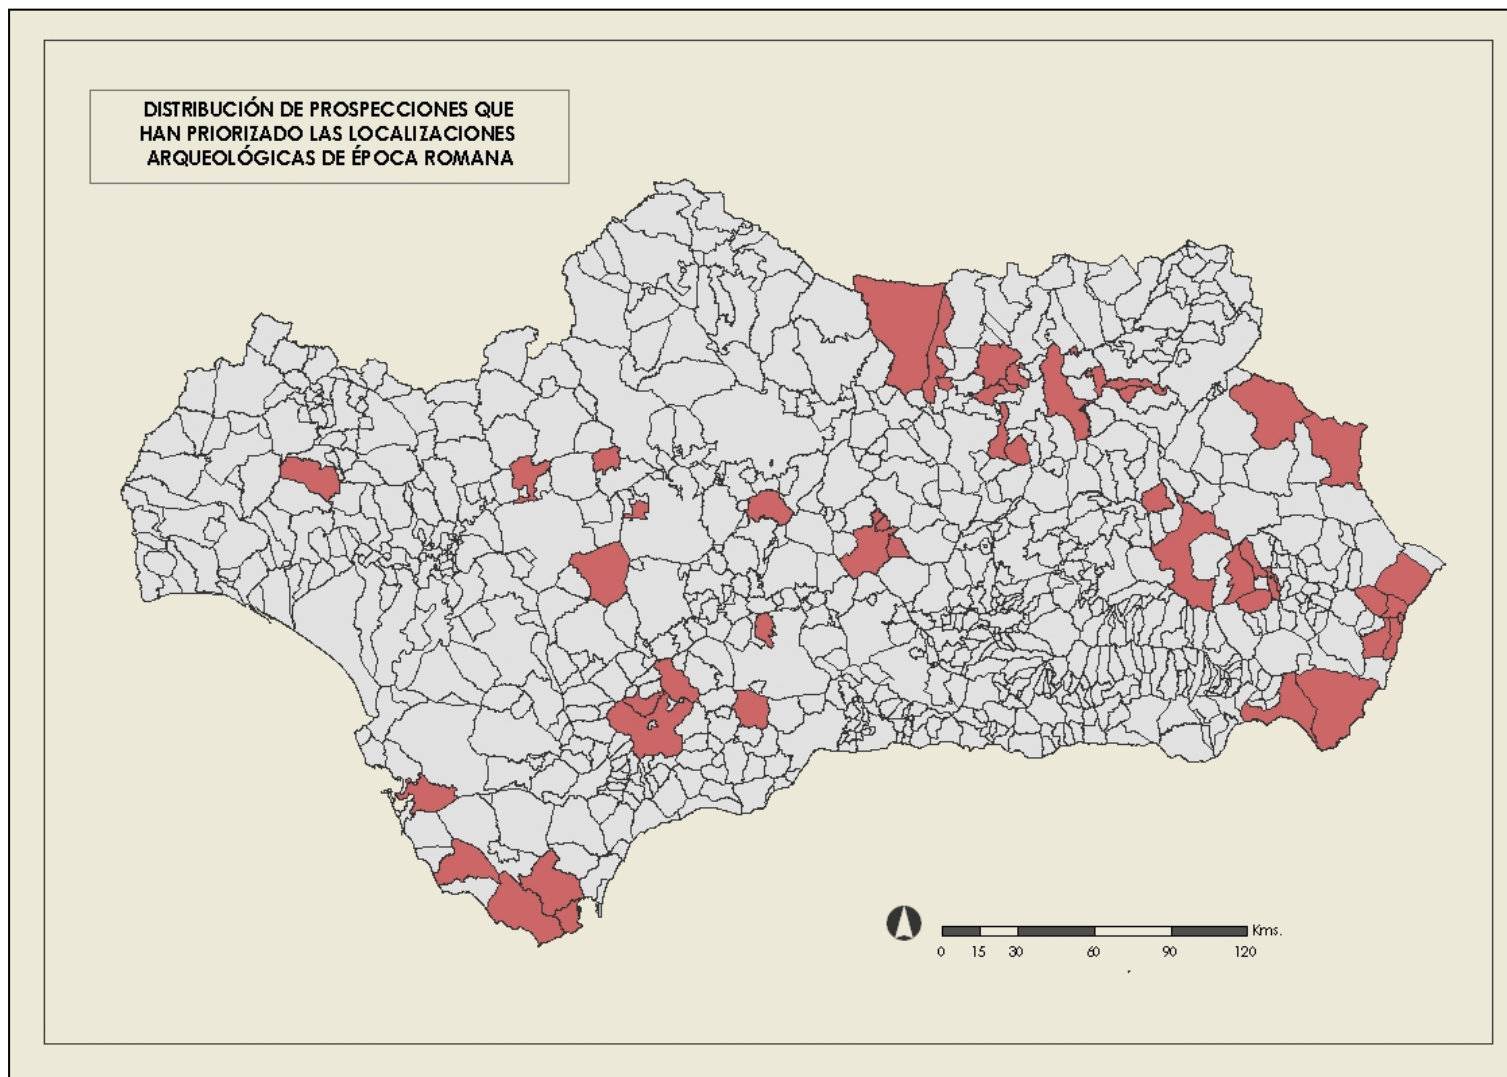 DISTRIBUCIÓN DE PROSPECCIONES QUE
HAN PRIORIZADO LAS LOCALIZACIONES
ARQUEOLÓGICAS DE ÉPOCA ROMANA
Kms.
0 15 30 60 90 120